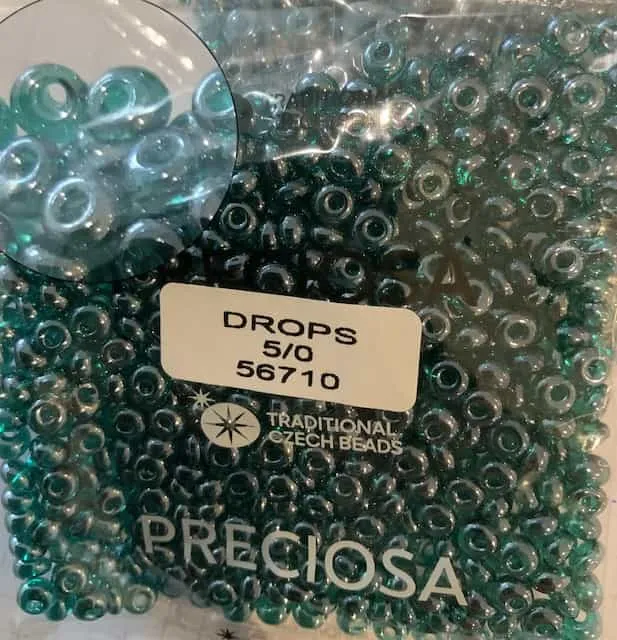 DROPS
5/0
56710
TRADITIONAL
CZECH BEADS
PRECIOSA